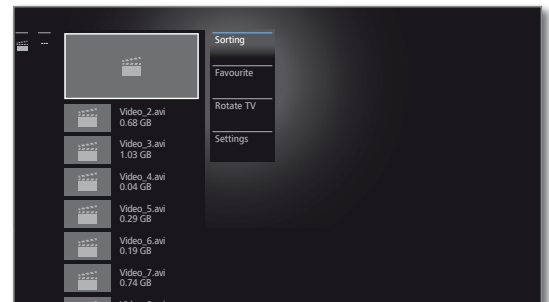 Sorting
Favourite
Rotate TV
Settings
Video_2.avi
0.68 GB
Video_3.avi
1.03 GB
Video_4.avi
0.04 GB
Video_5.avi
0.29 GB
Video_6.avi
0.19 GB
Video_7.avi
0.74 GB